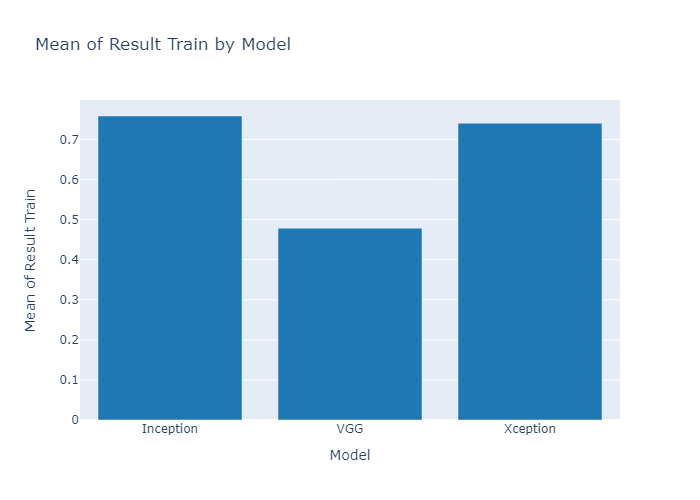 Mean of Result Train by Model
Mean of Result Train
0.7
0.6
0.5
0.4
0.3
0.2
0.1
0
Inception
VGG
Xception
Model